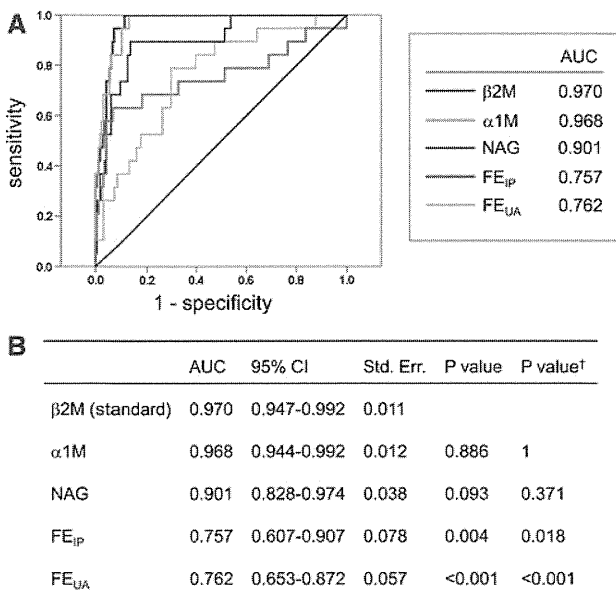 A
1.0
0.8
0.6
0.4
0.2
0.0
sensitivity
0.0 0.2 0.4 0.6 0.8 1.0
1 - specificity
AUC
β2M 0.970
α1M 0.968
NAG 0.901
FEIP 0.757
FEUA 0.762
B
AUC 95% CI Std. Err. P value P value†
β2M (standard) 0.970 0.947-0.992 0.011
α1M 0.968 0.944-0.992 0.012 0.886 1
NAG 0.901 0.828-0.974 0.038 0.093 0.371
FEIP 0.757 0.607-0.907 0.078 0.004 0.018
FEUA 0.762 0.653-0.872 0.057 <0.001 <0.001